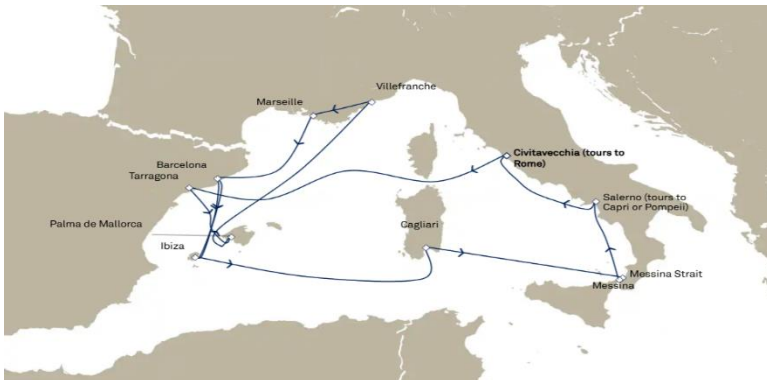 Villefranche
Marseille
Civitavecchia (tours to
Rome)
Barcelona
Tarragona
Salerno (tours to
Capri or Pompeii)
Palma de Mallorca
Cagliari
Ibiza
Messina Strait
Messina